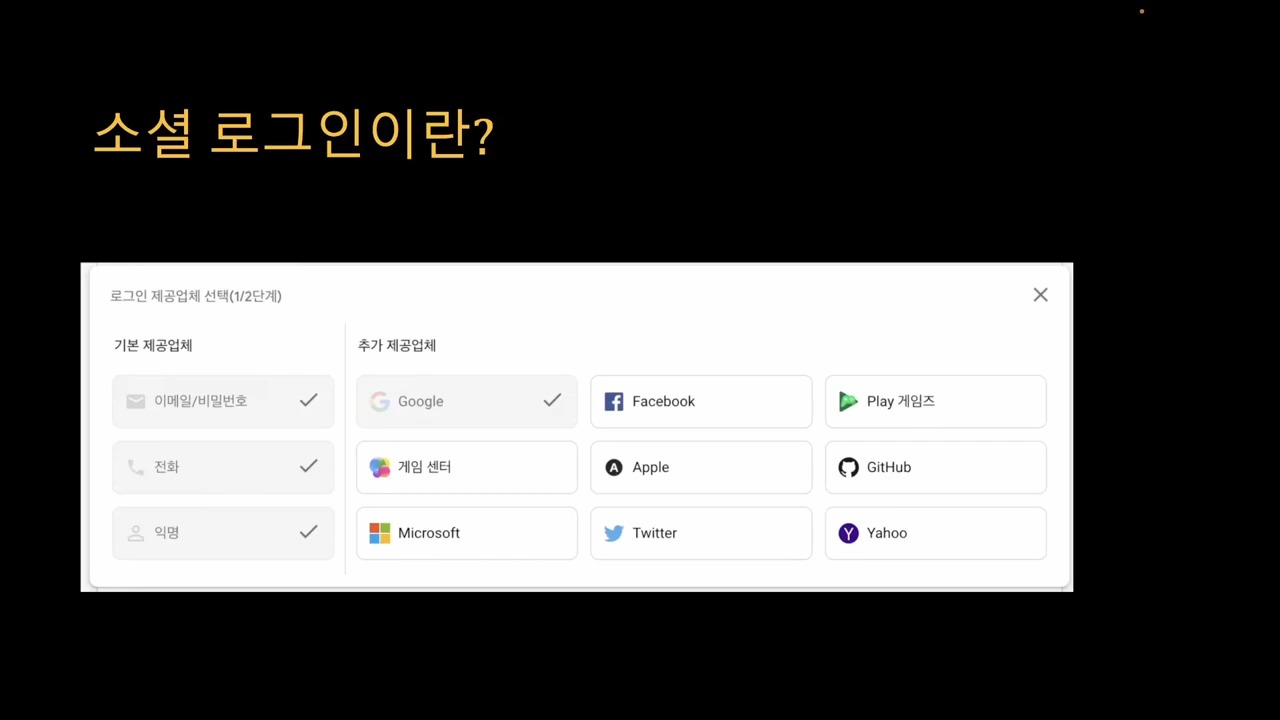 소셜 로그인이란?
로그인 제공업체 선택(1/2단계)
기본 제공업체
이메일/비밀번호
전화
익명
추가 제공업체
Google
Facebook
Play 게임즈
게임 센터
Apple
GitHub
Microsoft
Twitter
Yahoo